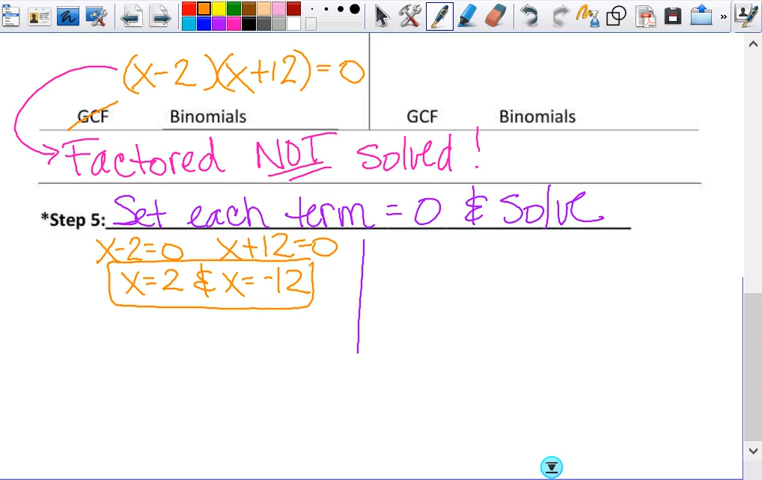 (x-2)(x+12)=0
GCF Binomials GCF Binomials
Factored NOT Solved!
*Step 5: Set each term = 0 & Solve
x-2=0 x+12=0
x=2 & x=-12